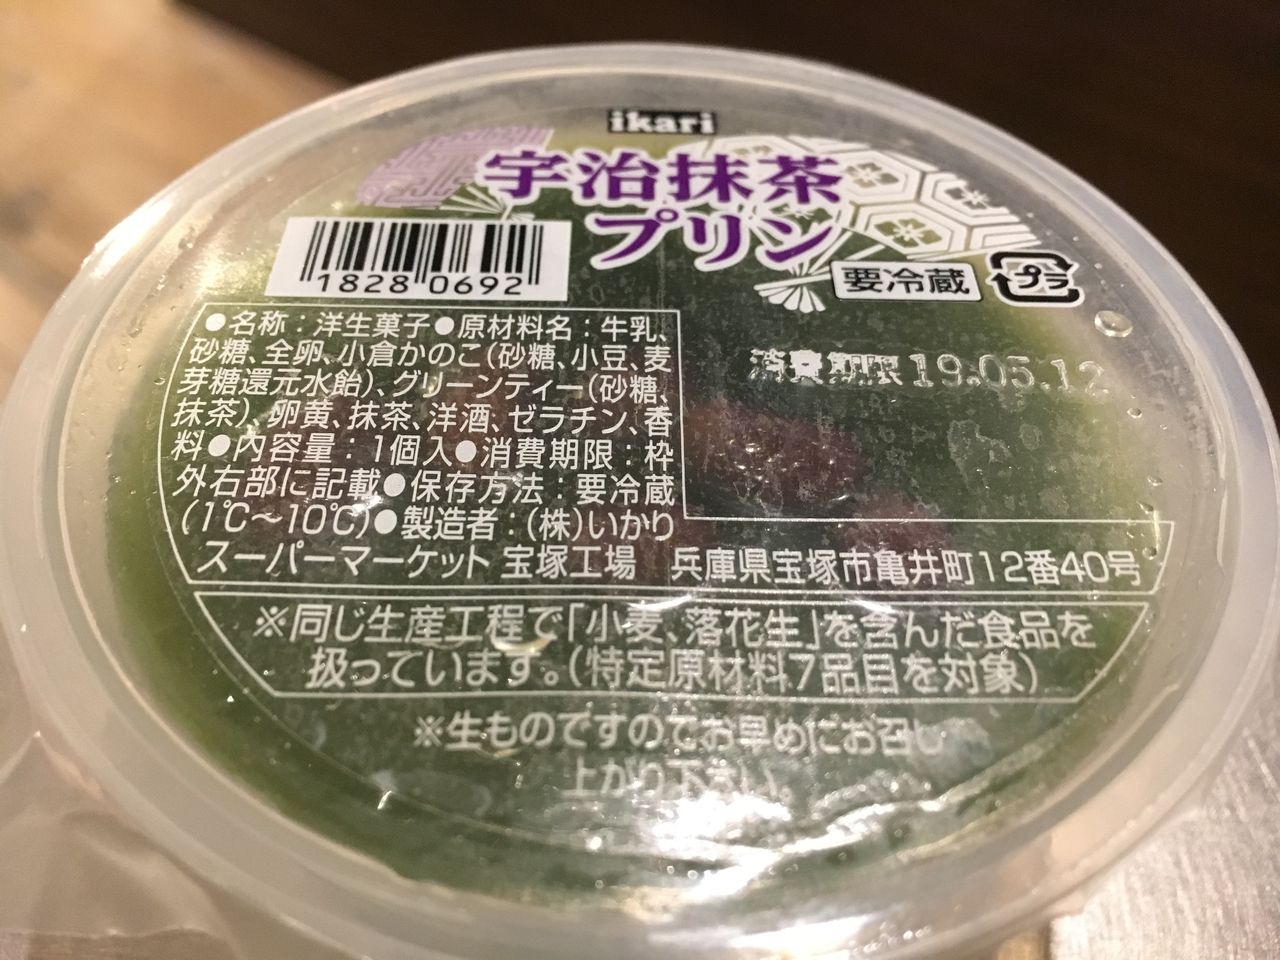 ikari
宇治抹茶
プリン
1828 0692
要冷蔵
プラ
●名称：洋生菓子●原材料名：牛乳、
砂糖、全卵、小倉かのこ(砂糖、小豆、麦
芽糖還元水飴)、グリーンティー(砂糖、
抹茶)、卵黄、抹茶、洋酒、ゼラチン、香
料●内容量：1個入●消費期限：枠
外右部に記載●保存方法：要冷蔵
(1℃～10℃)●製造者：(株)いかり
スーパーマーケット 宝塚工場 兵庫県宝塚市亀井町12番40号
消費期限 19.05.12
※同じ生産工程で「小麦、落花生」を含んだ食品を
扱っています。(特定原材料7品目を対象)
※生ものですのでお早めにお召し
上がり下さい。